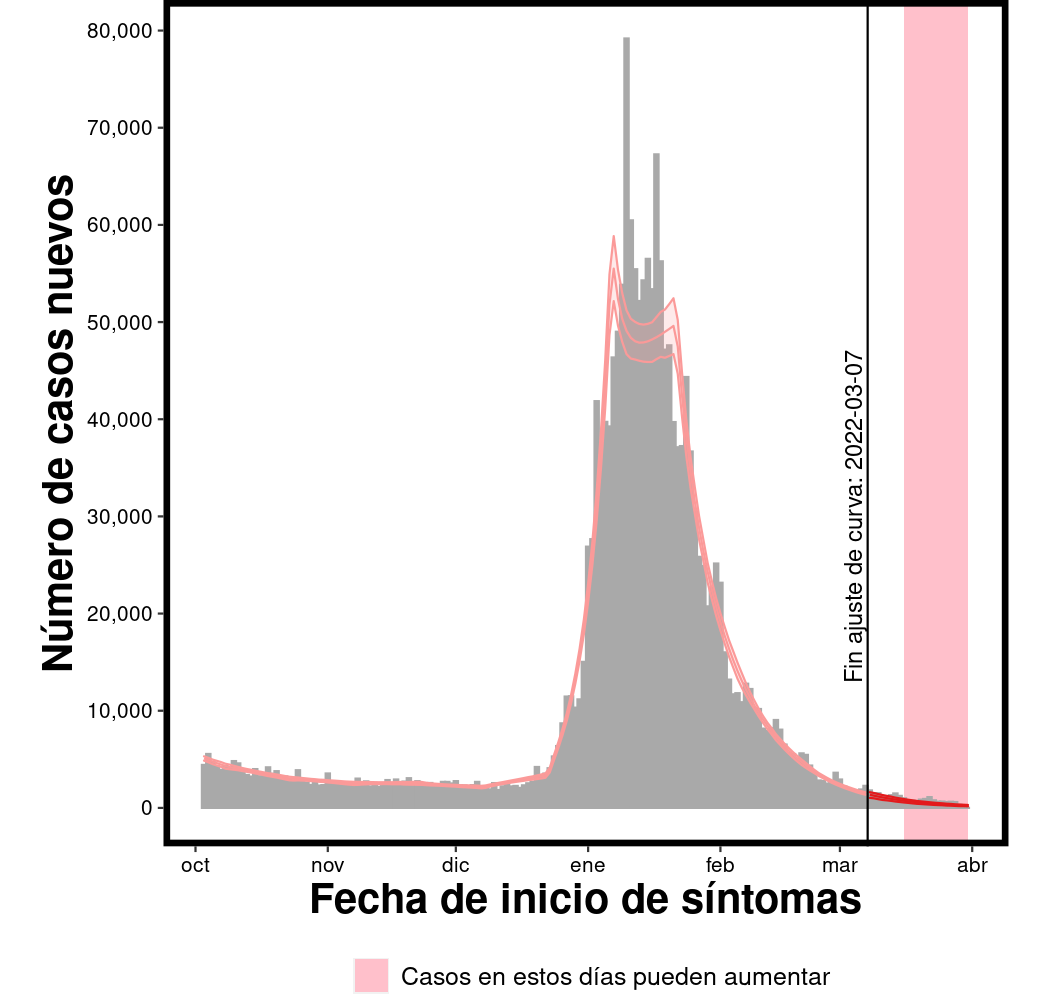 Número de casos nuevos
80,000
70,000
60,000
50,000
40,000
30,000
20,000
10,000
0
Fin ajuste de curva: 2022-03-07
oct nov dic ene feb mar abr
Fecha de inicio de síntomas
Casos en estos días pueden aumentar